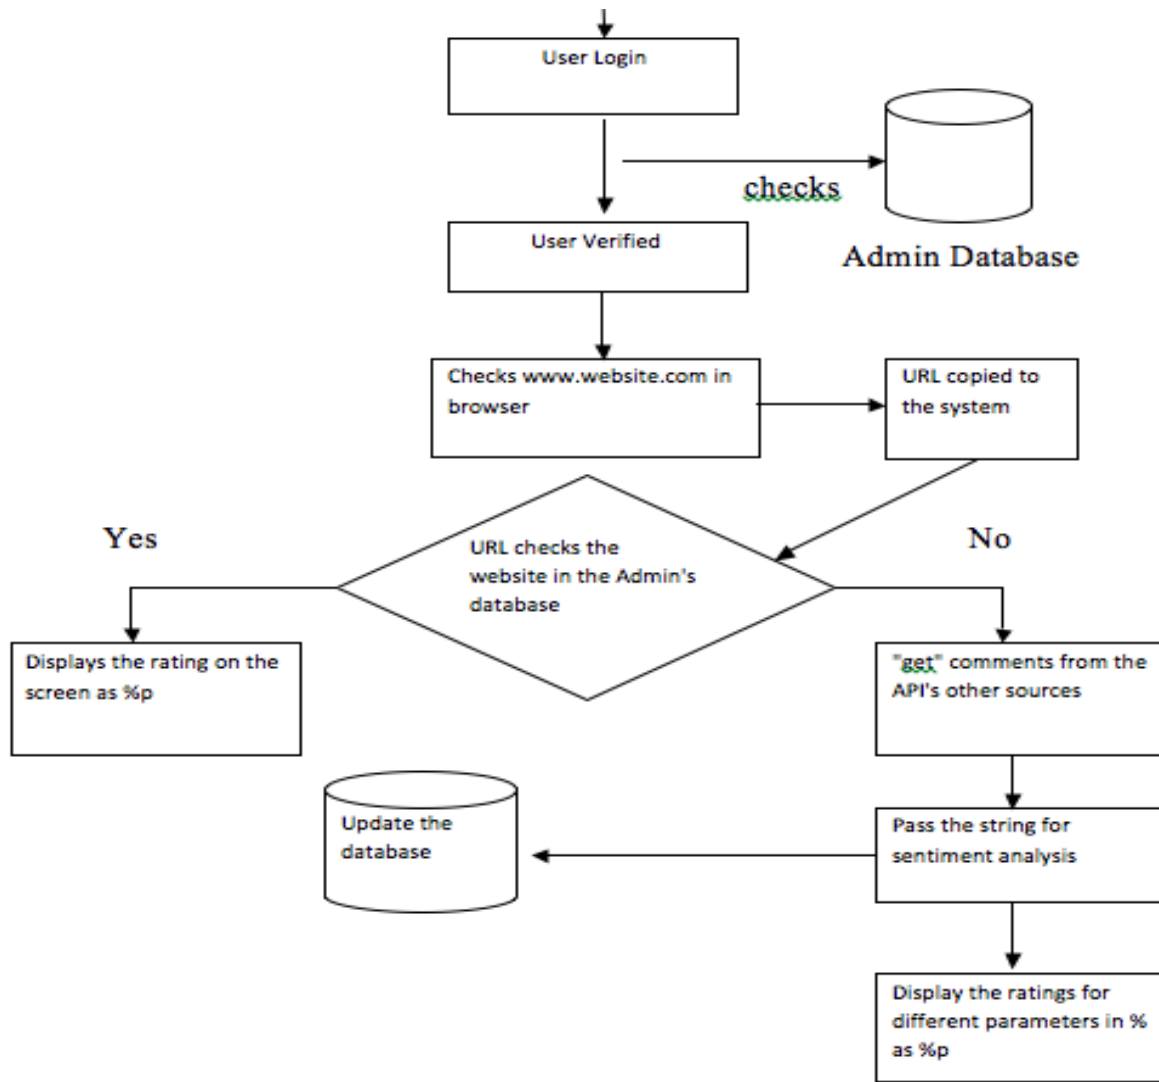 User Login
checks
User Verified
Admin Database
Checks www.website.com in
browser
URL copied to
the system
Yes
No
URL checks the
website in the Admin's
database
Displays the rating on the
screen as %p
"get" comments from the
API's other sources
Update the
database
Pass the string for
sentiment analysis
Display the ratings for
different parameters in %
as %p